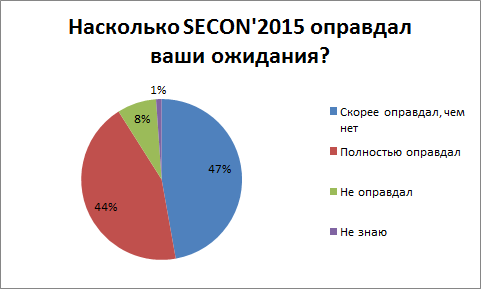 Насколько SECON'2015 оправдал
ваши ожидания?
1%
8%
47%
44%
Скорее оправдал, чем
нет
Полностью оправдал
Не оправдал
Не знаю